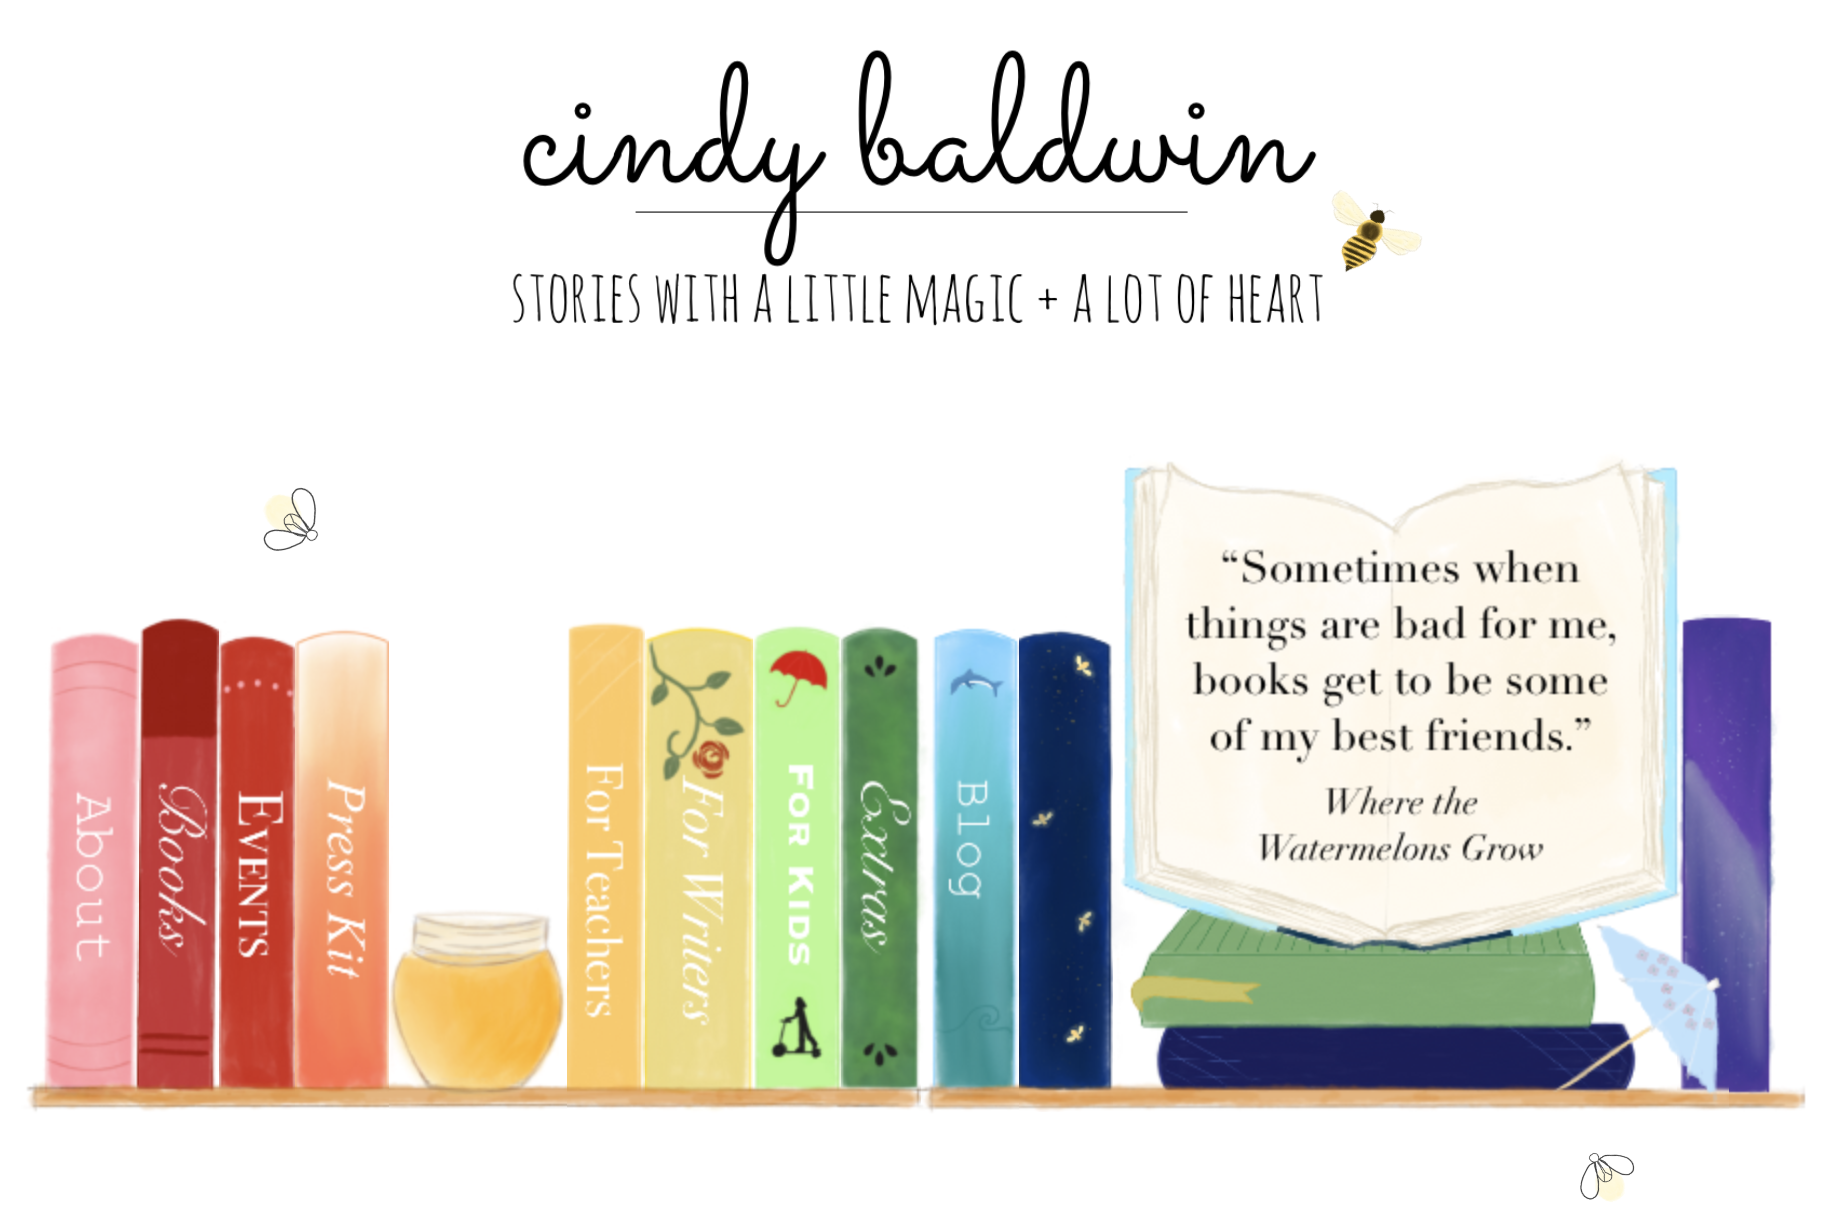 cindy baldwin
STORIES WITH A LITTLE MAGIC + A LOT OF HEART
About
Books
EVENTS
Press Kit
For Teachers
For Writers
FOR KIDS
Extras
Blog
“Sometimes when
things are bad for me,
books get to be some
of my best friends.”
Where the
Watermelons Grow